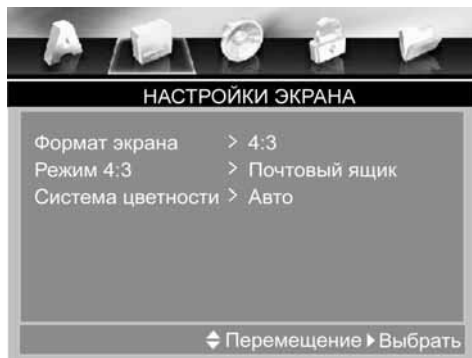 НАСТРОЙКИ ЭКРАНА
Формат экрана > 4:3
Режим 4:3 > Почтовый ящик
Система цветности > Авто
Перемещение Выбрать